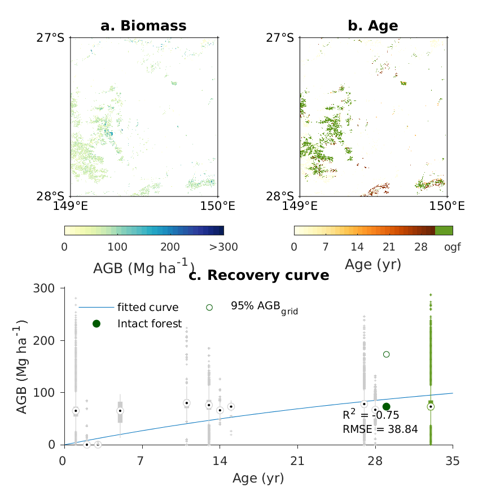 a. Biomass
b. Age
27°S
27°S
28°S
28°S
149°E
150°E
149°E
150°E
0
100
200
>300
0
7
14
21
28
ogf
AGB (Mg ha⁻¹)
Age (yr)
c. Recovery curve
300
200
100
0
AGB (Mg ha⁻¹)
fitted curve
95% AGB_grid
Intact forest
R² = -0.75
RMSE = 38.84
0
7
14
21
28
35
Age (yr)